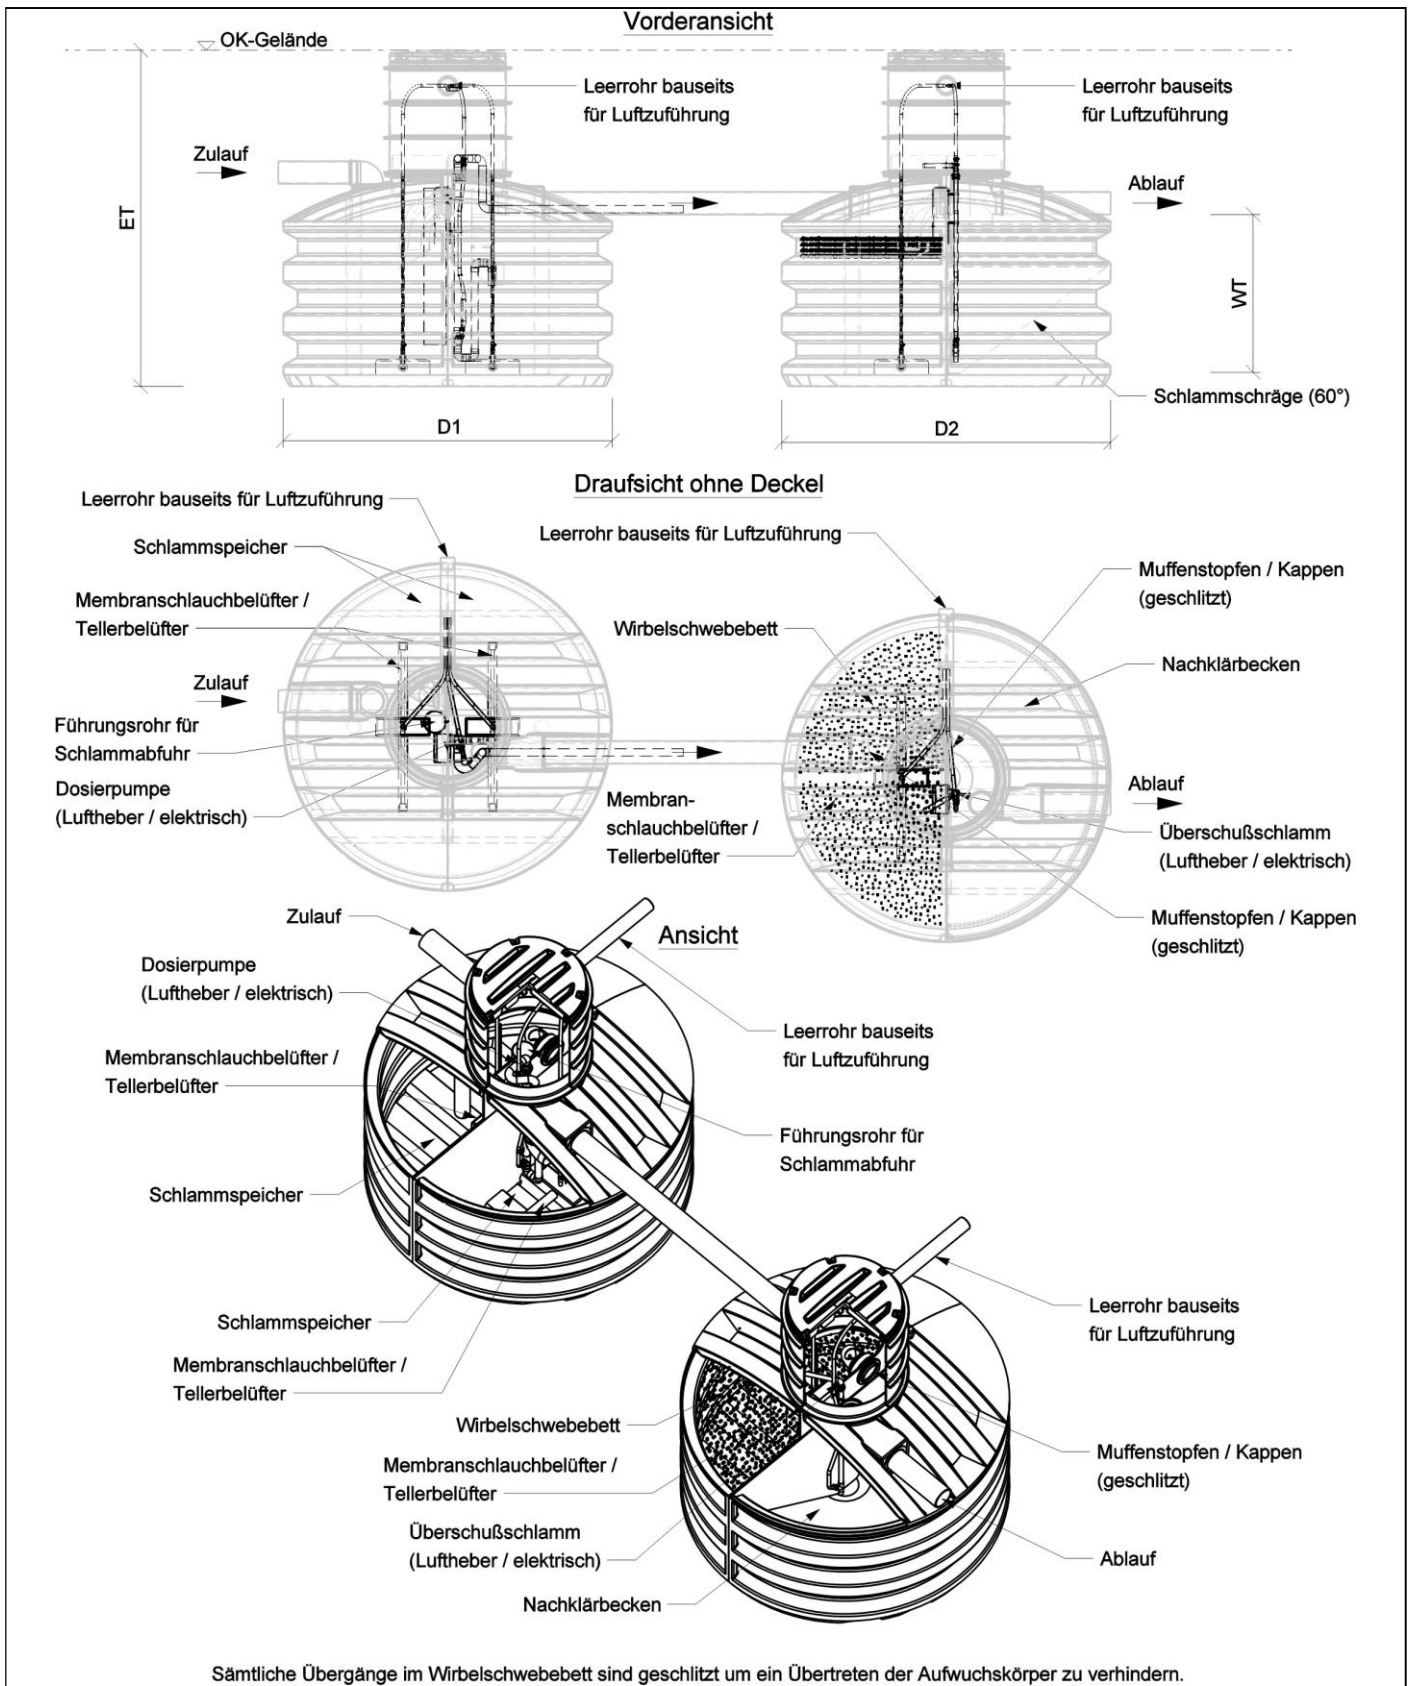 Vorderansicht
OK-Gelände
Leerrohr bauseits
für Luftzuführung
Leerrohr bauseits
für Luftzuführung
Zulauf
Ablauf
ET
WT
Schlammschräge (60°)
D1
D2
Draufsicht ohne Deckel
Leerrohr bauseits für Luftzuführung
Schlammspeicher
Membranschlauchbelüfter /
Tellerbelüfter
Zulauf
Führungsrohr für
Schlammabfuhr
Dosierpumpe
(Luftheber / elektrisch)
Leerrohr bauseits für Luftzuführung
Wirbelschwebebett
Membran-
schlauchbelüfter /
Tellerbelüfter
Muffenstopfen / Kappen
(geschlitzt)
Nachklärbecken
Ablauf
Überschußschlamm
(Luftheber / elektrisch)
Muffenstopfen / Kappen
(geschlitzt)
Ansicht
Zulauf
Dosierpumpe
(Luftheber / elektrisch)
Membranschlauchbelüfter /
Tellerbelüfter
Schlammspeicher
Leerrohr bauseits
für Luftzuführung
Führungsrohr für
Schlammabfuhr
Schlammspeicher
Membranschlauchbelüfter /
Tellerbelüfter
Wirbelschwebebett
Membranschlauchbelüfter /
Tellerbelüfter
Überschußschlamm
(Luftheber / elektrisch)
Nachklärbecken
Leerrohr bauseits
für Luftzuführung
Muffenstopfen / Kappen
(geschlitzt)
Ablauf
Sämtliche Übergänge im Wirbelschwebebett sind geschlitzt um ein Übertreten der Aufwuchskörper zu verhindern.